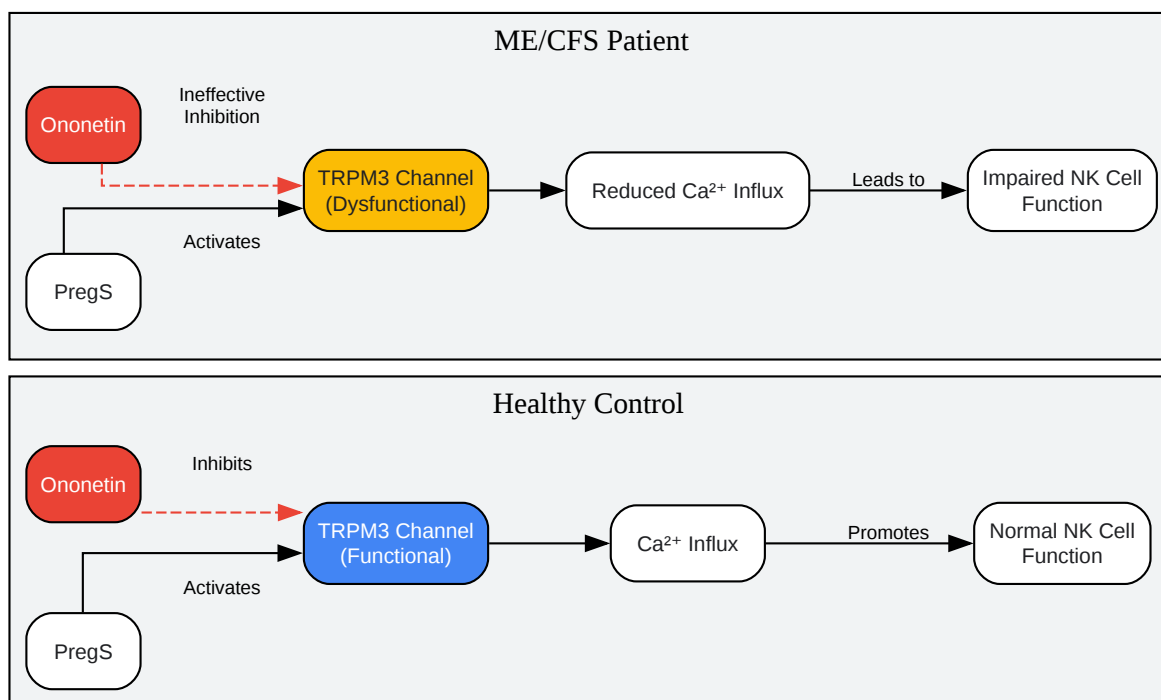 ME/CFS Patient
Ineffective
Inhibition
Ononetin
TRPM3 Channel
(Dysfunctional)
Reduced Ca²⁺ Influx
Leads to
Impaired NK Cell
Function
Activates
PregS
Healthy Control
Inhibits
Ononetin
TRPM3 Channel
(Functional)
Ca²⁺ Influx
Promotes
Normal NK Cell
Function
Activates
PregS